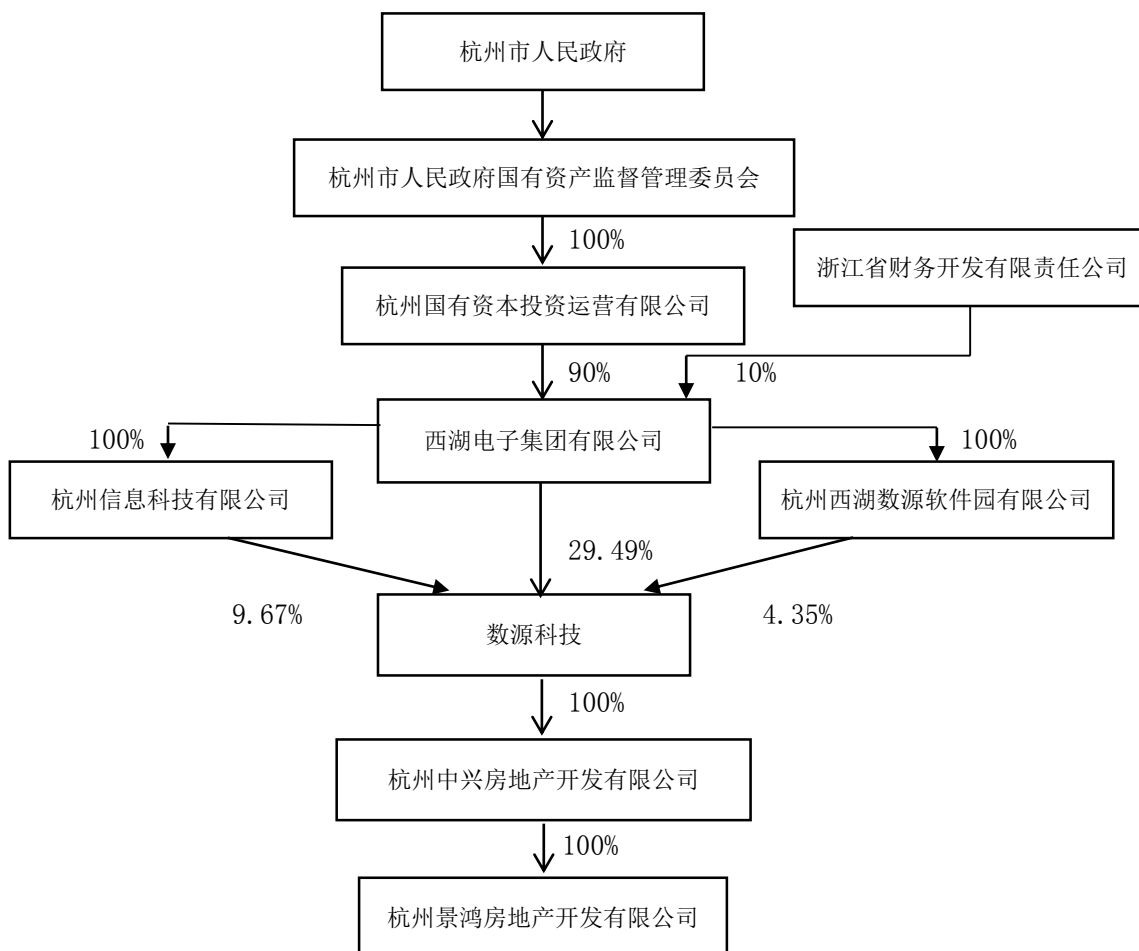 杭州市人民政府
杭州市人民政府国有资产监督管理委员会
100%
浙江省财务开发有限责任公司
杭州国有资本投资运营有限公司
90%
10%
西湖电子集团有限公司
100%
100%
杭州信息科技有限公司
杭州西湖数源软件园有限公司
29.49%
9.67%
4.35%
数源科技
100%
杭州中兴房地产开发有限公司
100%
杭州景鸿房地产开发有限公司